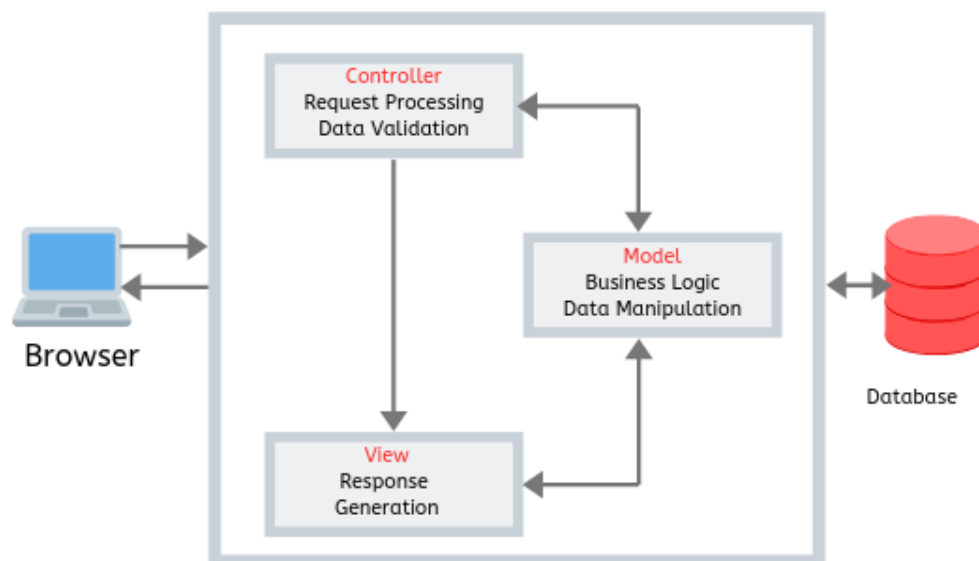 Controller
Request Processing
Data Validation
Model
Business Logic
Data Manipulation
Browser
Database
View
Response
Generation